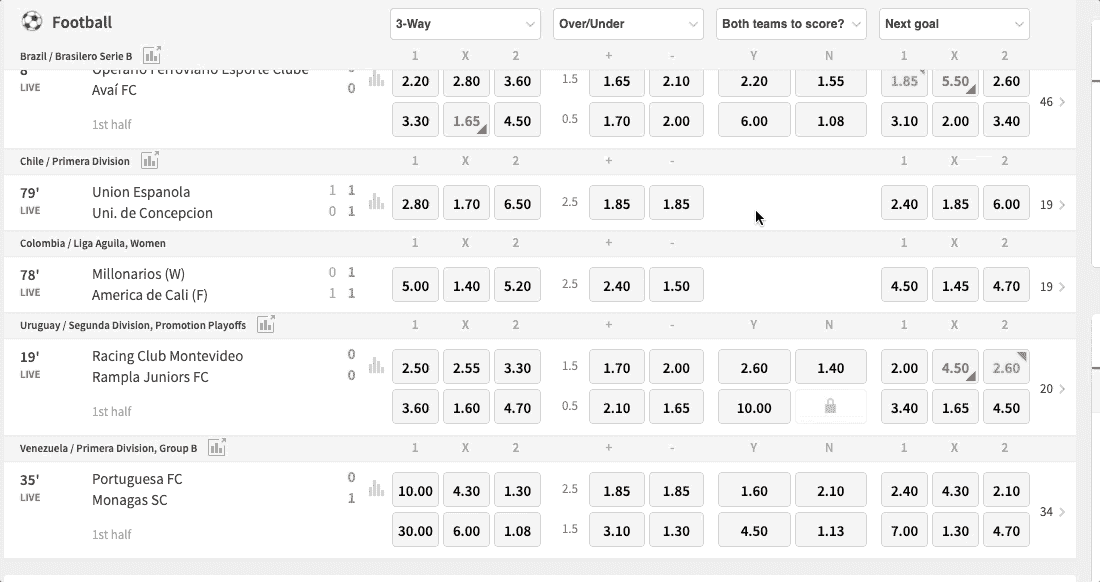 Football 3-Way Over/Under Both teams to score? Next goal
Brazil / Brasilero Serie B 1 X 2 + - Y N 1 X 2
8' Operario Ferroviario Esporte Clube 2.20 2.80 3.60 1.5 1.65 2.10 2.20 1.55 1.85 5.50 2.60
LIVE Avaí FC 0
46
1st half 3.30 1.65 4.50 0.5 1.70 2.00 6.00 1.08 3.10 2.00 3.40
Chile / Primera Division 1 X 2 + - 1 X 2
79' Union Espanola 1 1
LIVE Uni. de Concepcion 0 1 2.80 1.70 6.50 2.5 1.85 1.85 2.40 1.85 6.00 19
Colombia / Liga Aguila, Women 1 X 2 + - 1 X 2
78' Millonarios (W) 0 1
LIVE America de Cali (F) 1 1 5.00 1.40 5.20 2.5 2.40 1.50 4.50 1.45 4.70 19
Uruguay / Segunda Division, Promotion Playoffs 1 X 2 + - Y N 1 X 2
19' Racing Club Montevideo 0 2.50 2.55 3.30 1.5 1.70 2.00 2.60 1.40 2.00 4.50 2.60
LIVE Rampla Juniors FC 0
20
1st half 3.60 1.60 4.70 0.5 2.10 1.65 10.00 3.40 1.65 4.50
Venezuela / Primera Division, Group B 1 X 2 + - Y N 1 X 2
35' Portuguesa FC 0 10.00 4.30 1.30 2.5 1.85 1.85 1.60 2.10 2.40 4.30 2.10
LIVE Monagas SC 1
34
1st half 30.00 6.00 1.08 1.5 3.10 1.30 4.50 1.13 7.00 1.30 4.70